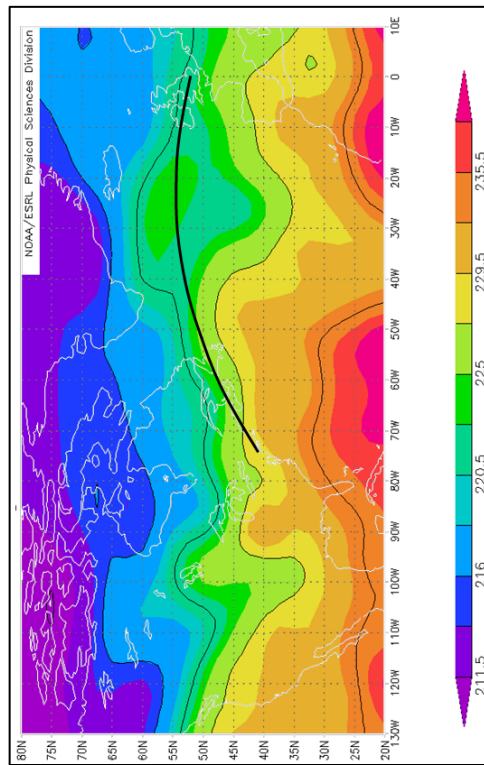 NOAA/ESRL Physical Sciences Division
80N
75N
70N
65N
60N
55N
50N
45N
40N
35N
30N
25N
20N
130W
120W
110W
100W
90W
80W
70W
60W
50W
40W
30W
20W
10W
0
10E
211.5
216
220.5
225
229.5
235.5